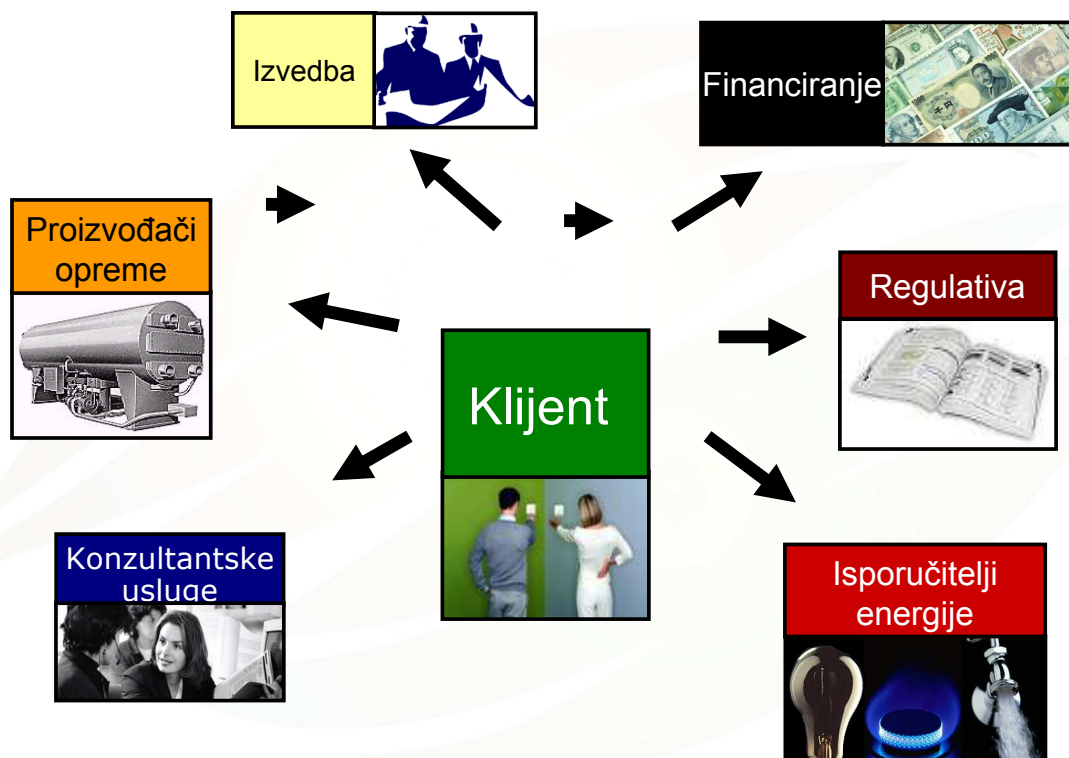 Izvedba
Financiranje
Proizvođači
opreme
Regulativa
Klijent
Konzultantske
usluge
Isporučitelji
energije